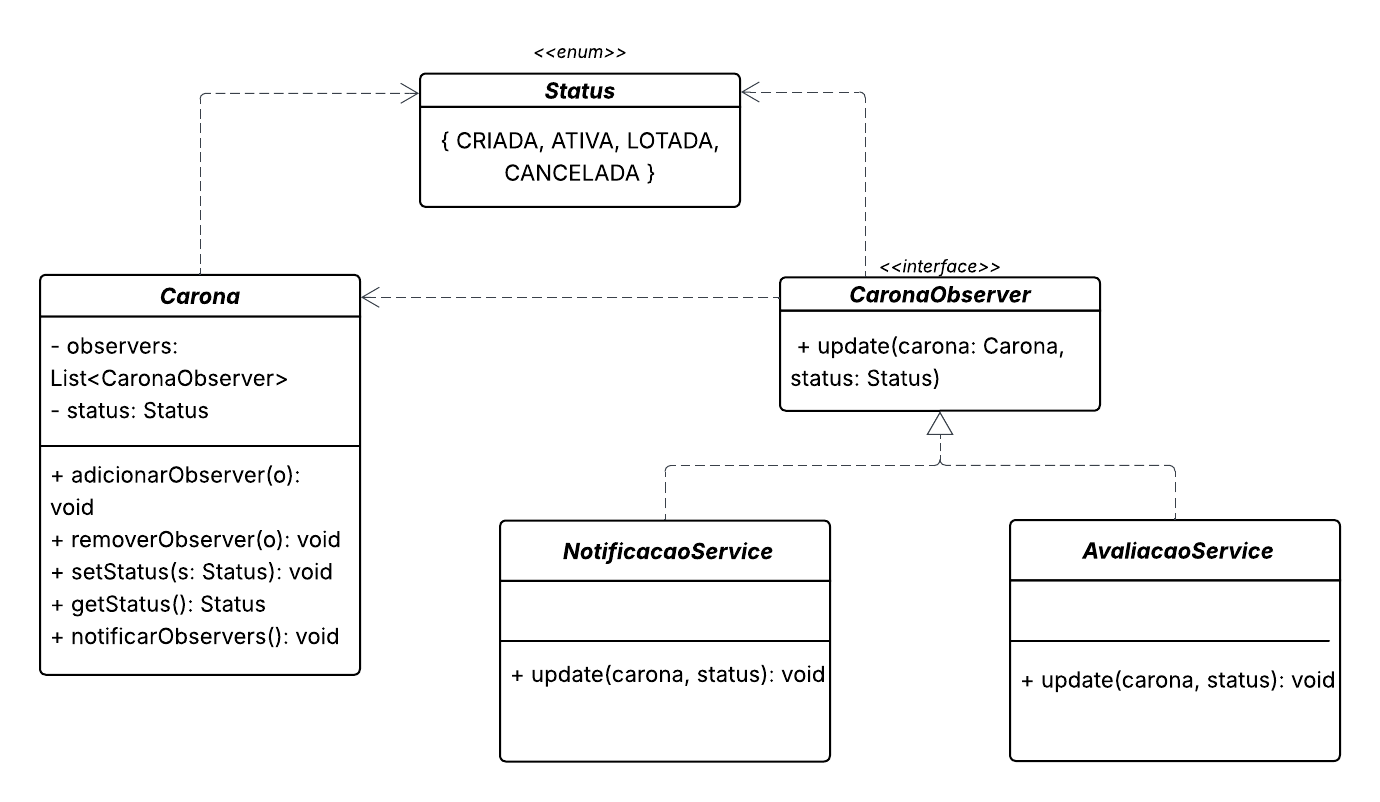 <<enum>>
Status
{ CRIADA, ATIVA, LOTADA,
CANCELADA }
Carona
- observers:
List<CaronaObserver>
- status: Status
+ adicionarObserver(o):
void
+ removerObserver(o): void
+ setStatus(s: Status): void
+ getStatus(): Status
+ notificarObservers(): void
<<interface>>
CaronaObserver
+ update(carona: Carona,
status: Status)
NotificacaoService
+ update(carona, status): void
AvaliacaoService
+ update(carona, status): void